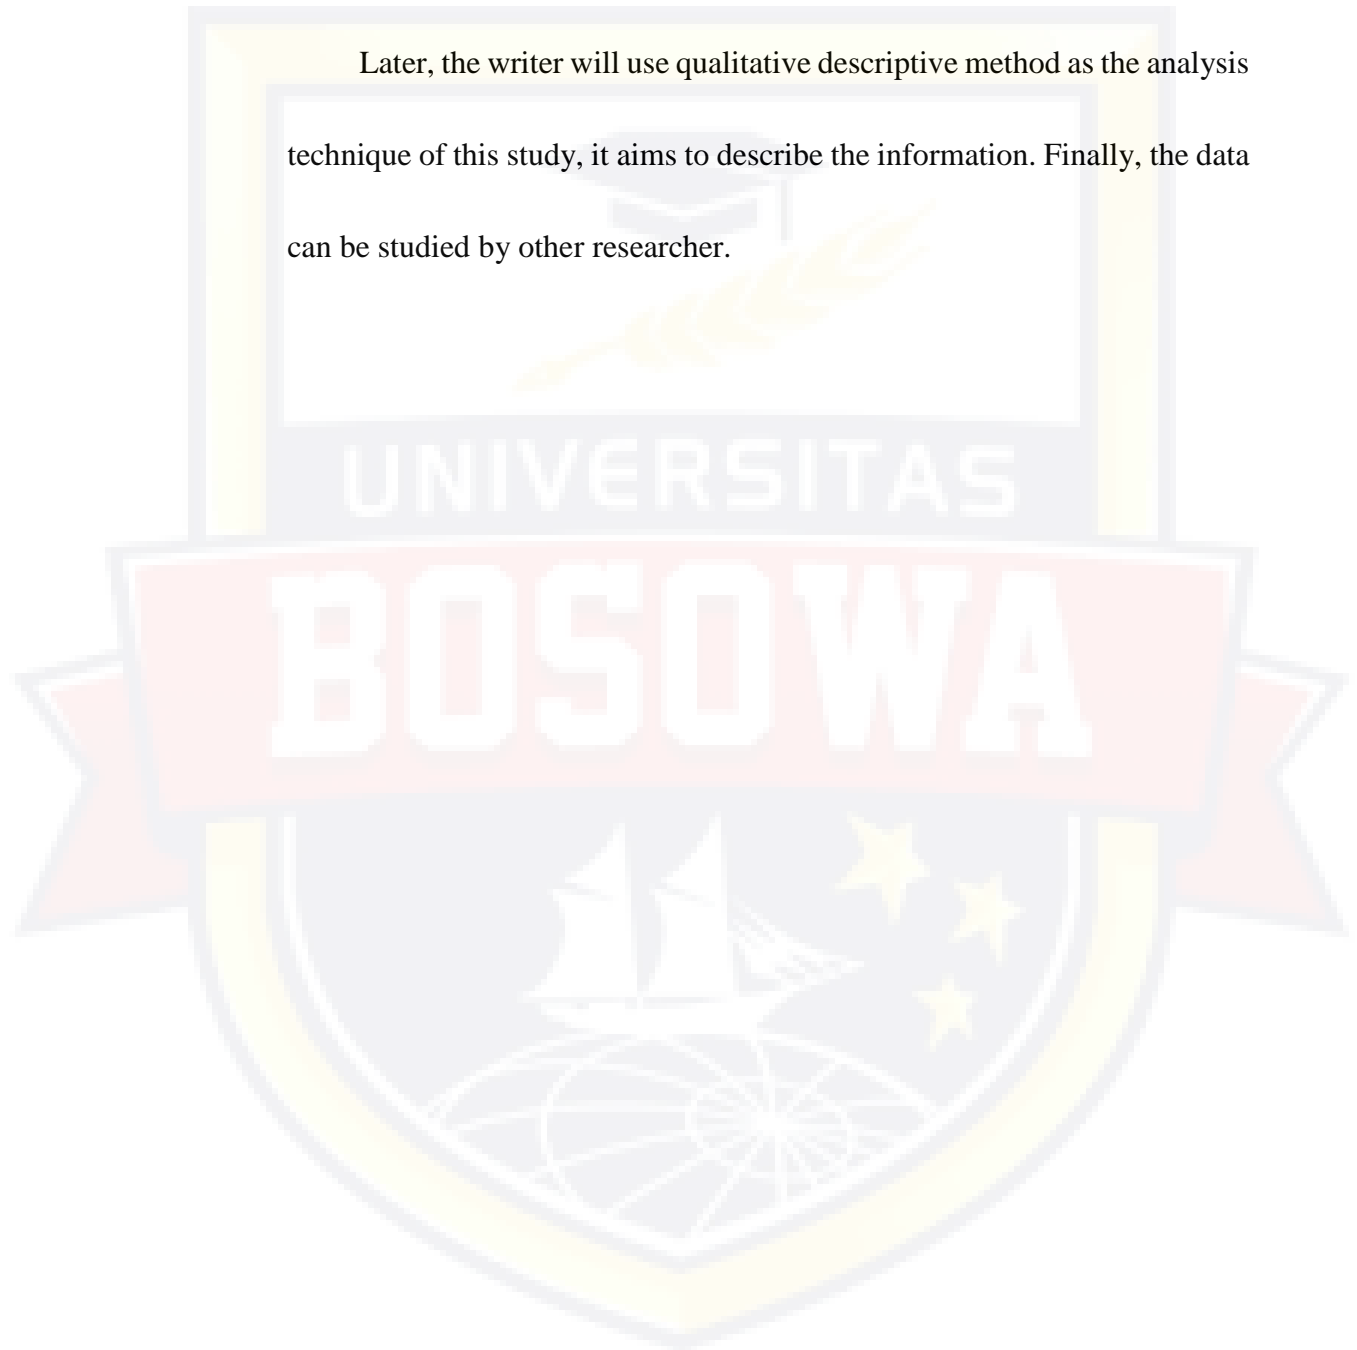 Later, the writer will use qualitative descriptive method as the analysis
technique of this study, it aims to describe the information. Finally, the data
can be studied by other researcher.
UNIVERSITAS
BOSOWA